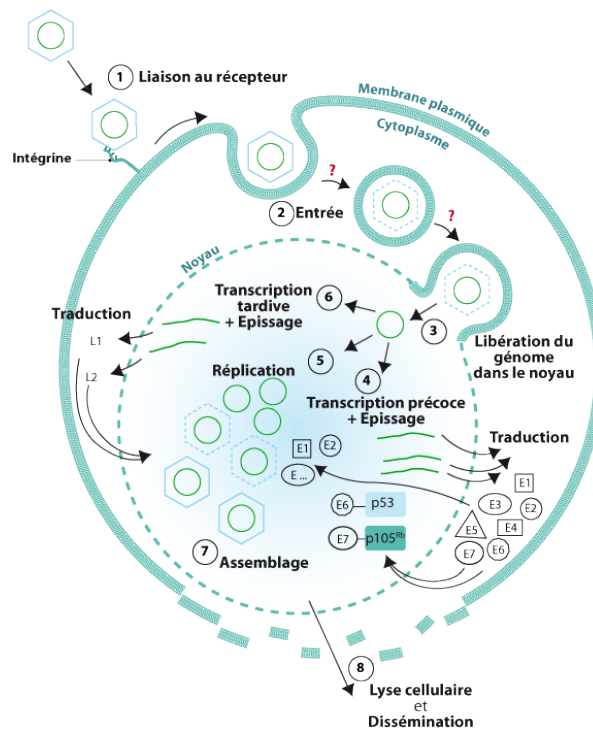 1 Liaison au récepteur
Membrane plasmique
Cytoplasme
Intégrine
?
2 Entrée
?
Noyau
Transcription
tardive
+ Epissage
6
3
Libération du
génome
dans le noyau
Traduction
L1
L2
5
4
Réplication
Transcription précoce
+ Epissage
Traduction
E1
E2
E ...
E6
p53
E7
p105Rb
E1
E3
E2
E5
E4
E7
E6
7 Assemblage
8
Lyse cellulaire
et
Dissémination